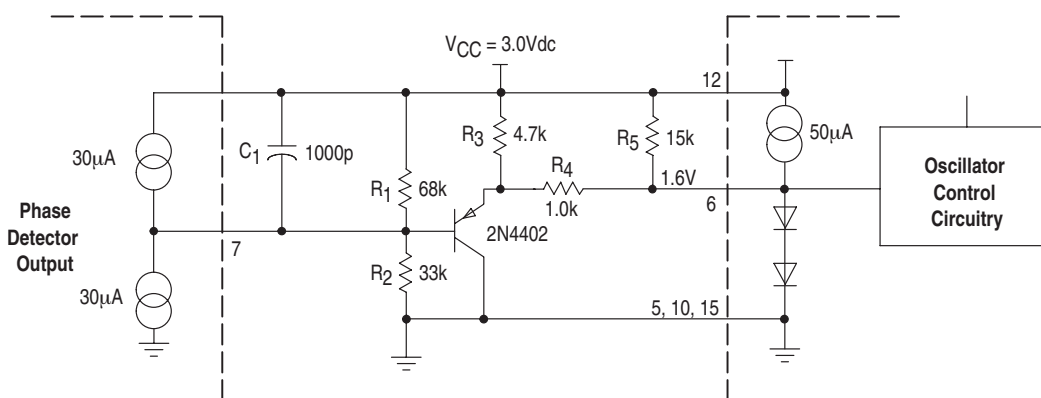 VCC = 3.0Vdc
12
R3 4.7k
R5 15k
50µA
30µA
C1 1000p
R4
1.0k
1.6V
6
R1 68k
Oscillator
Control
Circuitry
Phase
Detector
Output
7
2N4402
R2 33k
30µA
5, 10, 15